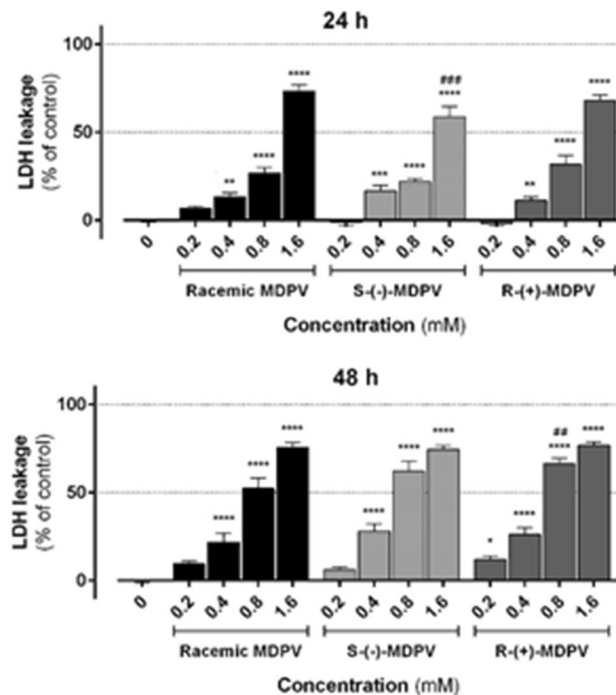 24 h
100
50
0
LDH leakage
(% of control)
** **** ****
*** **** ###
****
** **** ****
0 0.2 0.4 0.8 1.6 0.2 0.4 0.8 1.6 0.2 0.4 0.8 1.6
Racemic MDPV S-(-)-MDPV R-(+)-MDPV
Concentration (mM)
48 h
100
50
0
LDH leakage
(% of control)
**** **** ****
**** **** ****
* **** ##
**** ****
0 0.2 0.4 0.8 1.6 0.2 0.4 0.8 1.6 0.2 0.4 0.8 1.6
Racemic MDPV S-(-)-MDPV R-(+)-MDPV
Concentration (mM)